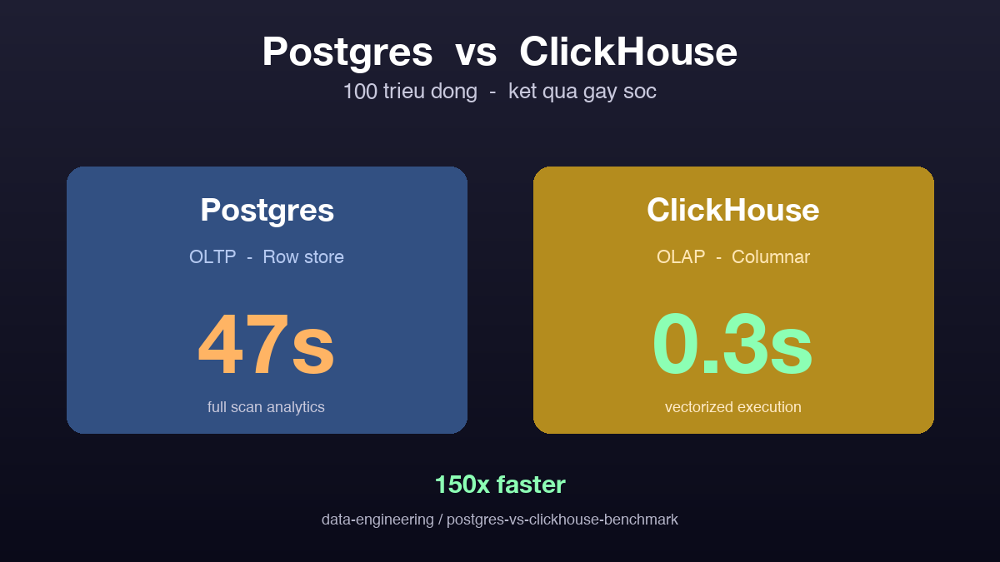 Postgres vs ClickHouse
100 trieu dong - ket qua gay soc
Postgres
OLTP - Row store
47s
full scan analytics
ClickHouse
OLAP - Columnar
0.3s
vectorized execution
150x faster
data-engineering / postgres-vs-clickhouse-benchmark